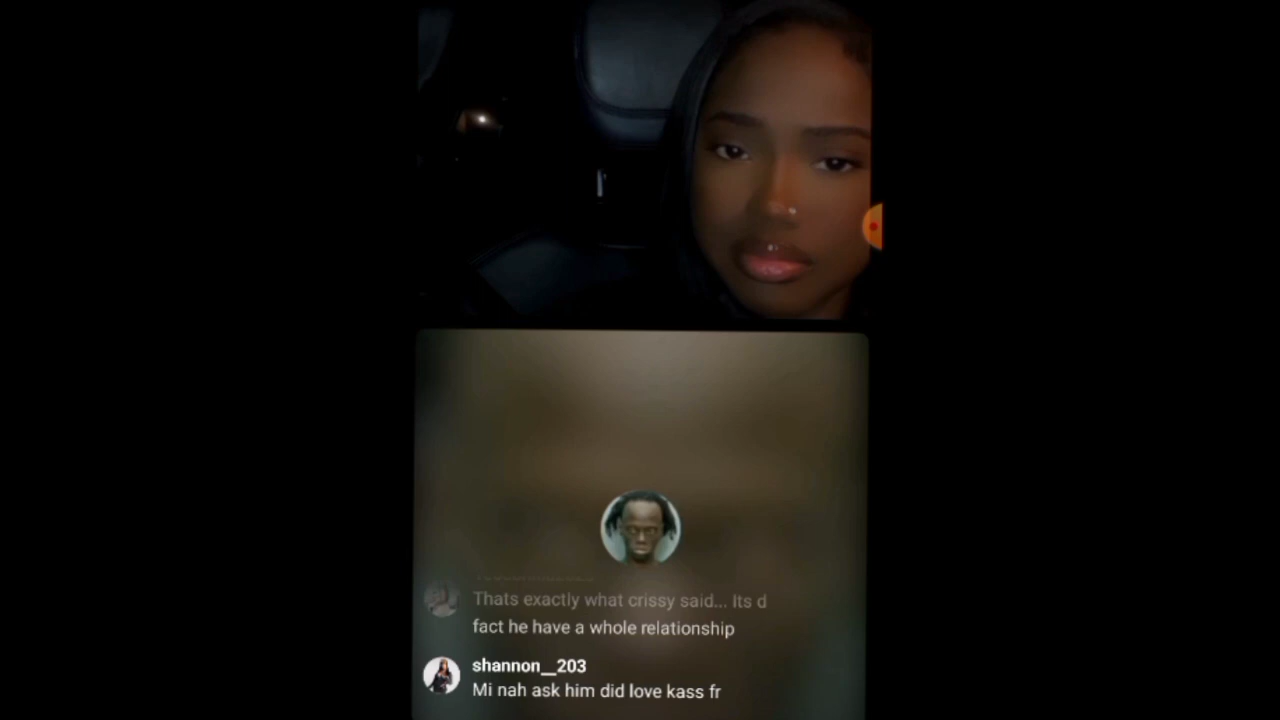 Thats exactly what crissy said... Its d
fact he have a whole relationship
shannon__203
Mi nah ask him did love kass fr